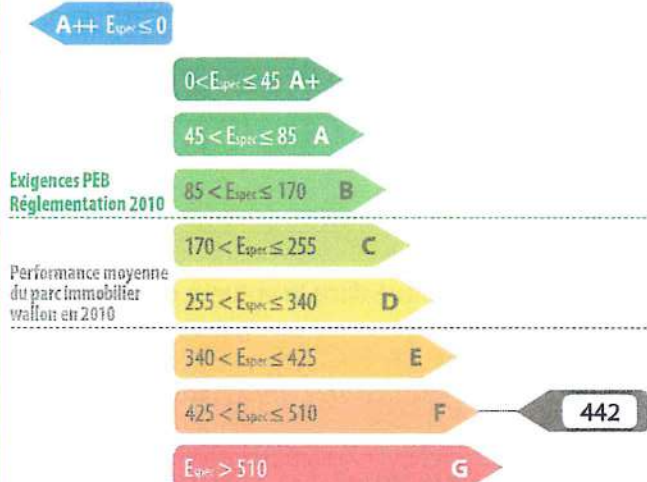 A++ Espec ≤ 0
0 < Espec ≤ 45 A+
45 < Espec ≤ 85 A
Exigences PEB
Réglementation 2010
85 < Espec ≤ 170 B
170 < Espec ≤ 255 C
Performance moyenne
du parc immobilier
wallon en 2010
255 < Espec ≤ 340 D
340 < Espec ≤ 425 E
425 < Espec ≤ 510 F
442
Espec > 510 G